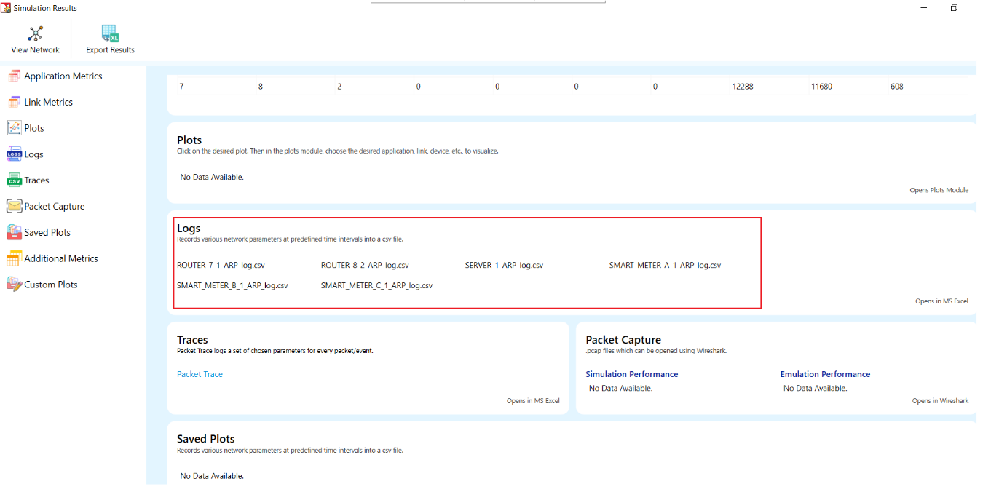 Simulation Results
View Network
Export Results
Application Metrics
Link Metrics
Plots
LOGS Logs
CSV Traces
Packet Capture
Saved Plots
Additional Metrics
Custom Plots
7 8 2 0 0 0 0 12288 11680 608
Plots
Click on the desired plot. Then in the plots module, choose the desired application, link, device, etc., to visualize.
No Data Available.
Opens Plots Module
Logs
Records various network parameters at predefined time intervals into a csv file.
ROUTER_7_1_ARP_log.csv ROUTER_8_2_ARP_log.csv SERVER_1_ARP_log.csv SMART_METER_A_1_ARP_log.csv
SMART_METER_B_1_ARP_log.csv SMART_METER_C_1_ARP_log.csv
Opens in MS Excel
Traces
Packet Trace logs a set of chosen parameters for every packet/event.
Packet Trace
Opens in MS Excel
Packet Capture
.pcap files which can be opened using Wireshark.
Simulation Performance Emulation Performance
No Data Available. No Data Available.
Opens in Wireshark
Saved Plots
Records various network parameters at predefined time intervals into a csv file.
No Data Available.